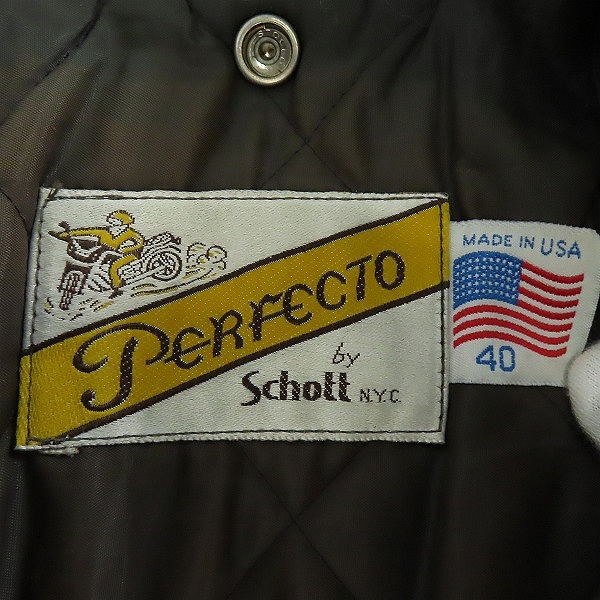 PERFECTO
by
Schott N.Y.C.
MADE IN USA
40